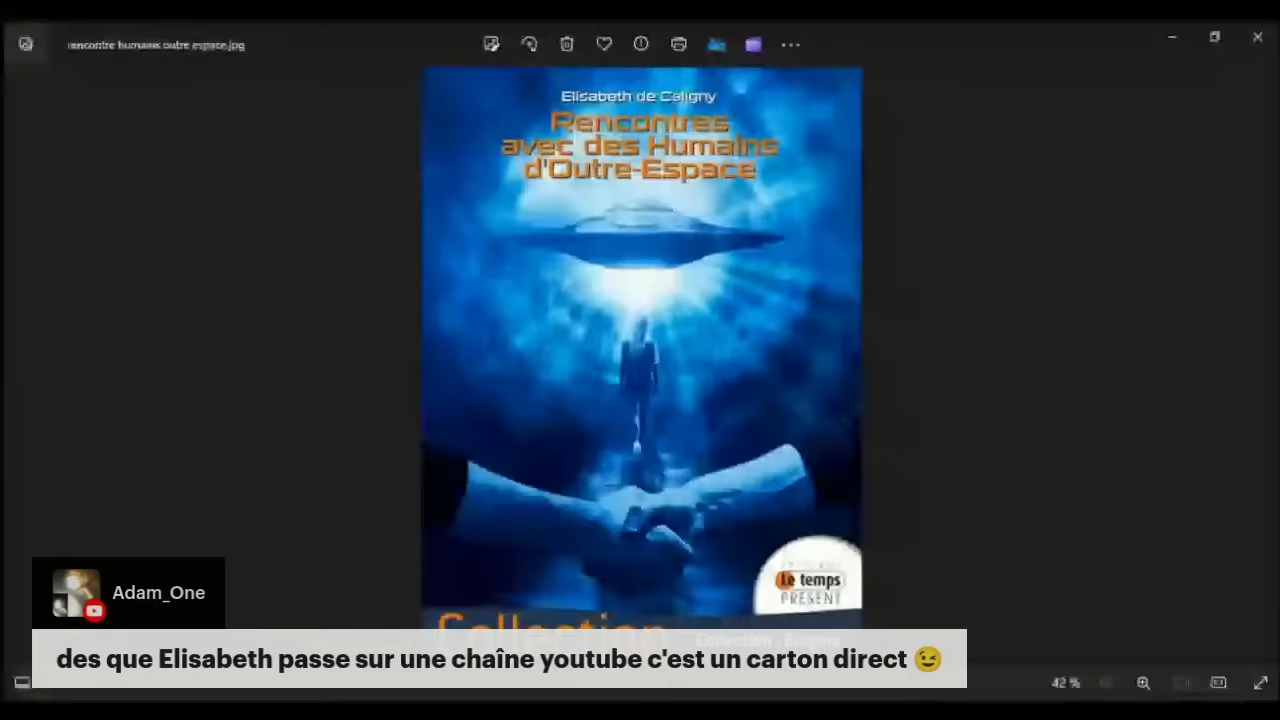 rencontre humains outre espace.jpg
Elisabeth de Caligny
Rencontres
avec des Humains
d'Outre-Espace
Le temps
PRÉSENT
Collection
Adam_One
des que Elisabeth passe sur une chaîne youtube c'est un carton direct 😉
42 %